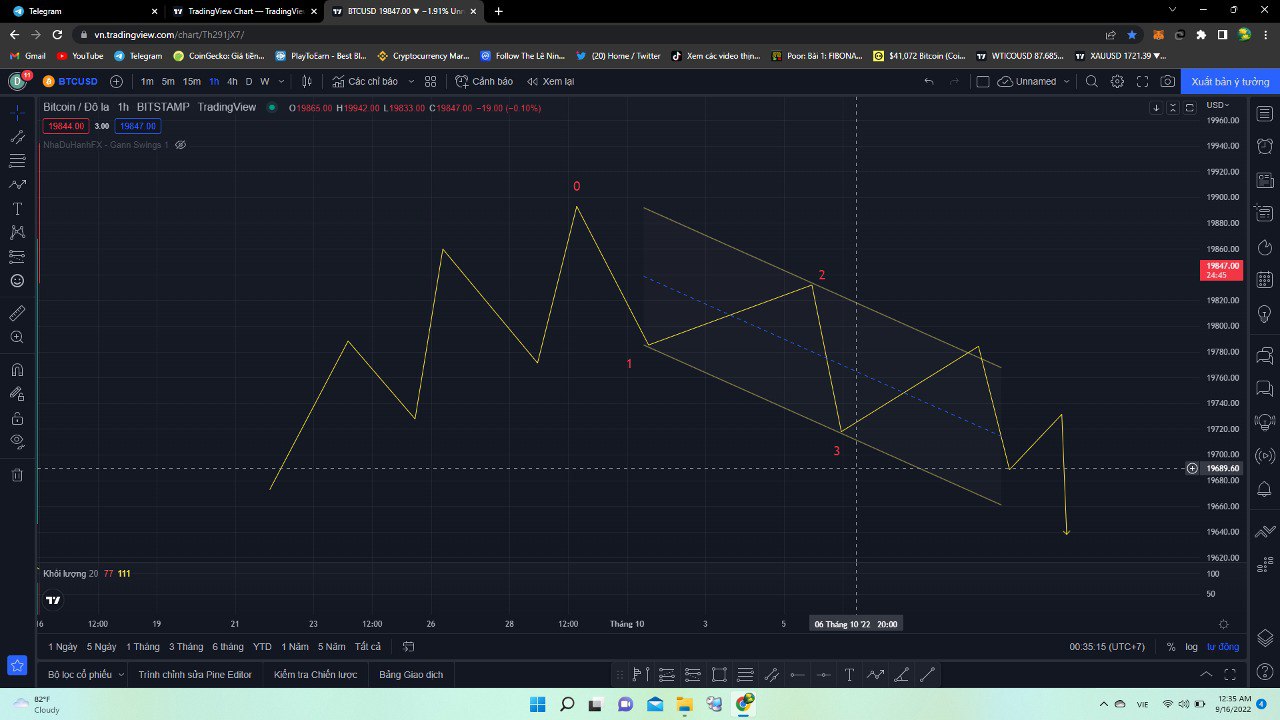 Telegram
TradingView Chart — TradingView
BTCUSD 19847.00 ▼ −1.91% Unn
vn.tradingview.com/chart/Th291jX7/
Gmail YouTube Telegram CoinGecko: Giá tiền... PlayToEarn - Best Bl... Cryptocurrency Mar... Follow The Lê Nin... (20) Home / Twitter Xem các video thịn... Poor. Bài 1: FIBONA... $41,072 Bitcoin (Coi... WTICOUSD 87.685... XAUUSD 1721.39 ▼...
D 11 BTCUSD 1m 5m 15m 1h 4h D W Các chỉ báo Cảnh báo Xem lại Unnamed Xuất bản ý tưởng
Bitcoin / Đô la 1h BITSTAMP TradingView O19865.00 H19942.00 L19833.00 C19847.00 −19.00 (−0.10%)
USD
19844.00 3.00 19847.00
NhaDuHanhFX - Gann Swings 1
0
2
1
3
19960.00
19940.00
19920.00
19900.00
19880.00
19860.00
19847.00
24:45
19820.00
19800.00
19780.00
19760.00
19740.00
19720.00
19700.00
19689.60
19680.00
19660.00
19640.00
19620.00
100
50
Khối lượng 20 77 111
16 12:00 19 21 23 12:00 26 28 12:00 Tháng 10 3 5 06 Tháng 10 '22 20:00
1 Ngày 5 Ngày 1 Tháng 3 Tháng 6 tháng YTD 1 Năm 5 Năm Tất cả 00:35:15 (UTC+7) % log tự động
Bộ lọc cổ phiếu Trình chỉnh sửa Pine Editor Kiểm tra Chiến lược Bảng Giao dịch
82°F
Cloudy
VIE
12:35 AM
9/16/2022
4